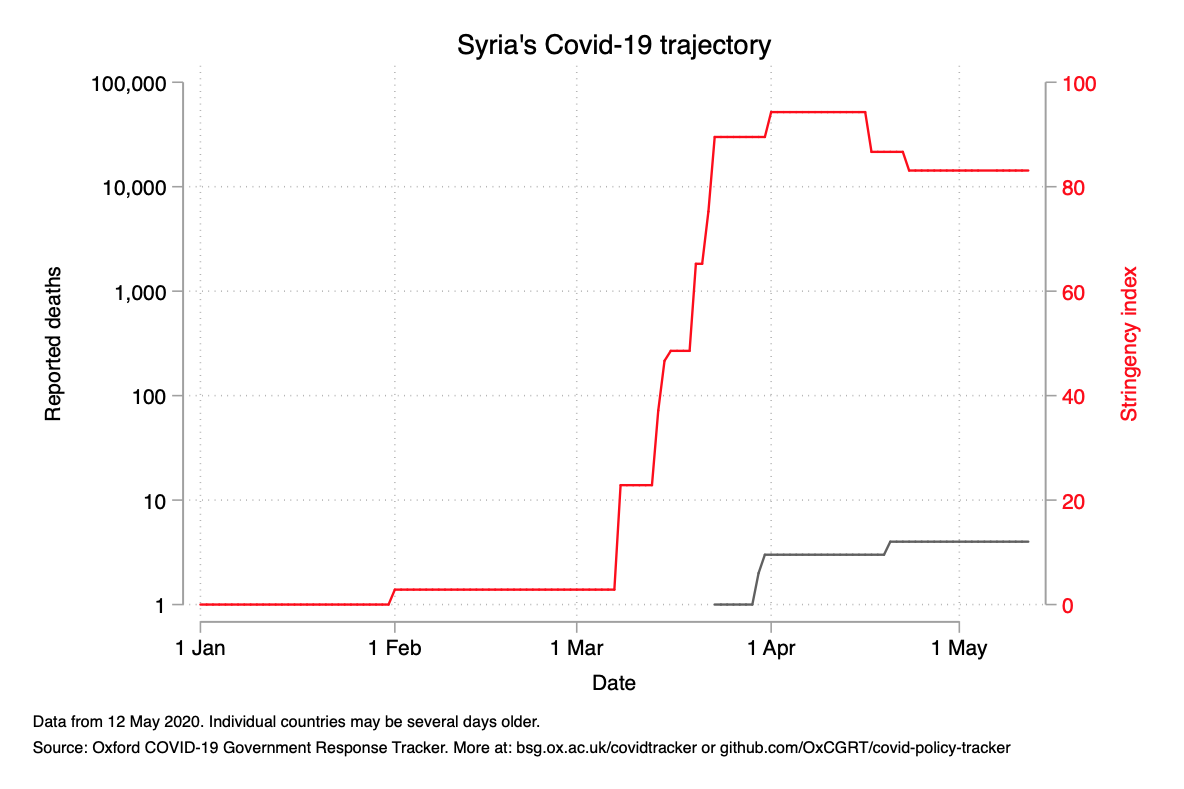 Syria's Covid-19 trajectory
100,000
10,000
1,000
100
10
1
Reported deaths
100
80
60
40
20
0
Stringency index
1 Jan 1 Feb 1 Mar 1 Apr 1 May
Date
Data from 12 May 2020. Individual countries may be several days older.
Source: Oxford COVID-19 Government Response Tracker. More at: bsg.ox.ac.uk/covidtracker or github.com/OxCGRT/covid-policy-tracker